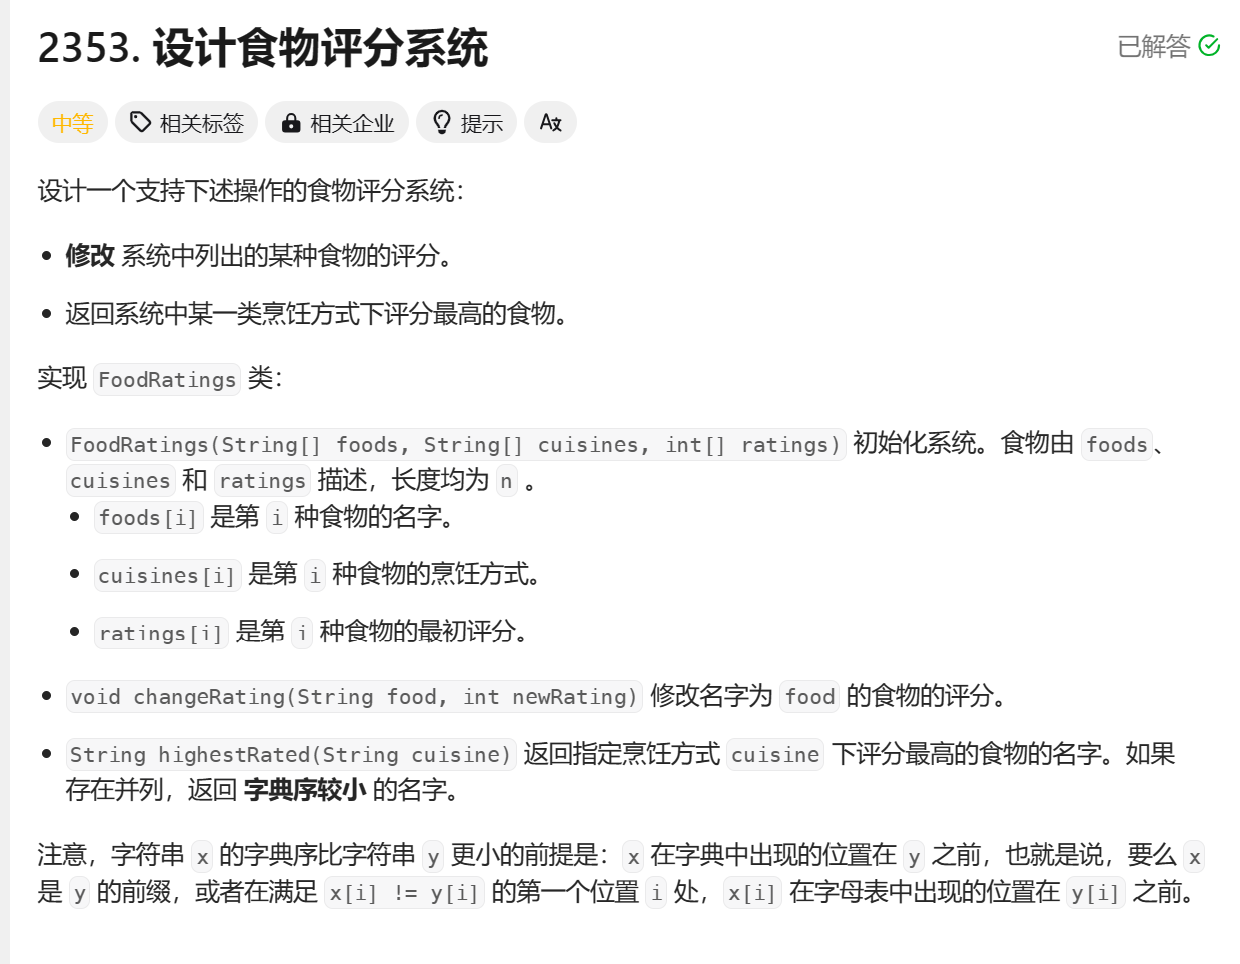 2353. 设计食物评分系统
已解答
中等
相关标签
相关企业
提示
设计一个支持下述操作的食物评分系统：
修改 系统中列出的某种食物的评分。
返回系统中某一类烹饪方式下评分最高的食物。
实现 FoodRatings 类：
FoodRatings(String[] foods, String[] cuisines, int[] ratings) 初始化系统。食物由 foods、
cuisines 和 ratings 描述，长度均为 n 。
foods[i] 是第 i 种食物的名字。
cuisines[i] 是第 i 种食物的烹饪方式。
ratings[i] 是第 i 种食物的最初评分。
void changeRating(String food, int newRating) 修改名字为 food 的食物的评分。
String highestRated(String cuisine) 返回指定烹饪方式 cuisine 下评分最高的食物的名字。如果
存在并列，返回 字典序较小 的名字。
注意，字符串 x 的字典序比字符串 y 更小的前提是：x 在字典中出现的位置在 y 之前，也就是说，要么 x
是 y 的前缀，或者在满足 x[i] != y[i] 的第一个位置 i 处，x[i] 在字母表中出现的位置在 y[i] 之前。